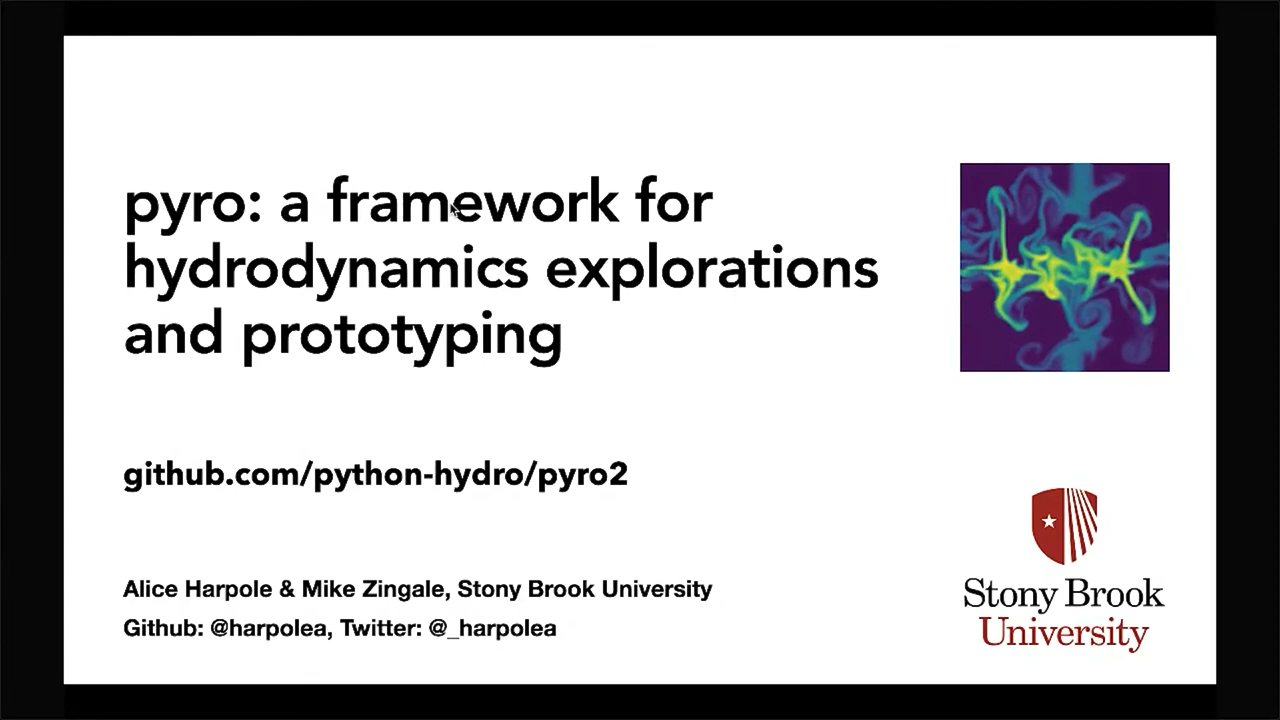 pyro: a framework for
hydrodynamics explorations
and prototyping
github.com/python-hydro/pyro2
Alice Harpole & Mike Zingale, Stony Brook University
Github: @harpolea, Twitter: @_harpolea
Stony Brook
University